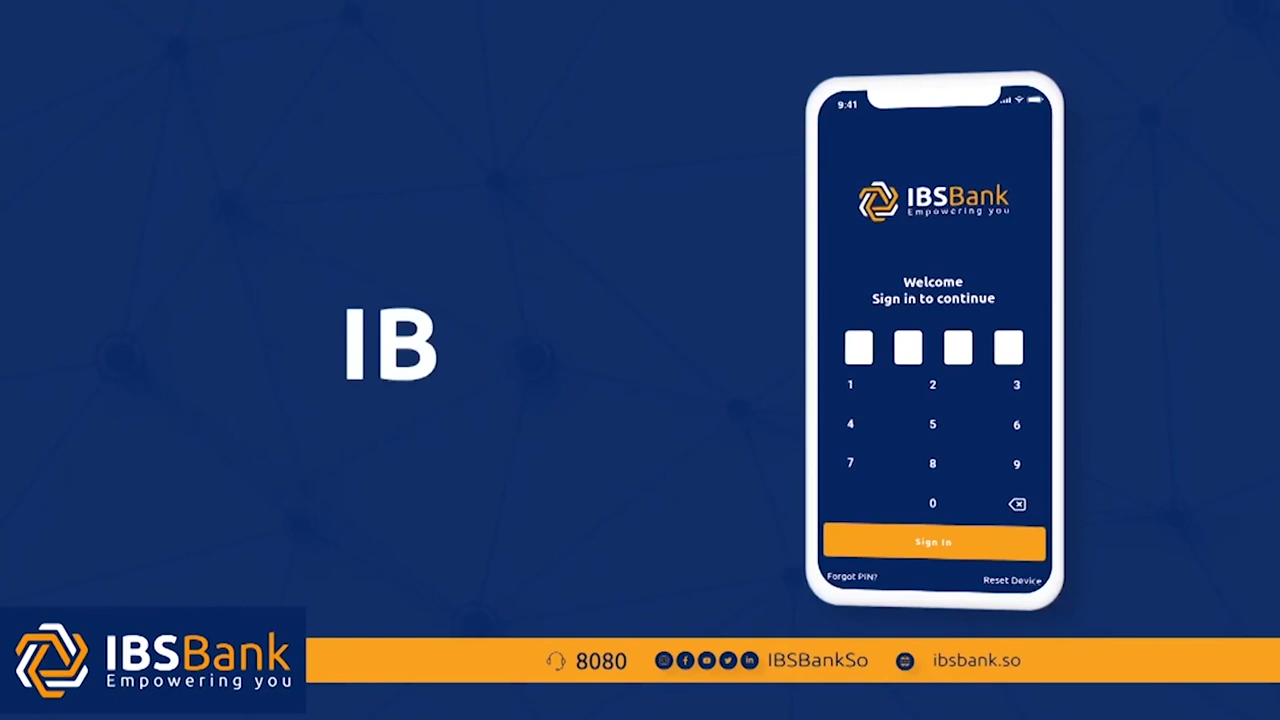 IB
9:41
IBSBank
Empowering you
Welcome
Sign in to continue
1 2 3
4 5 6
7 8 9
0
Sign In
Forgot PIN? Reset Device
IBSBank
Empowering you
8080 IBSBankSo ibsbank.so